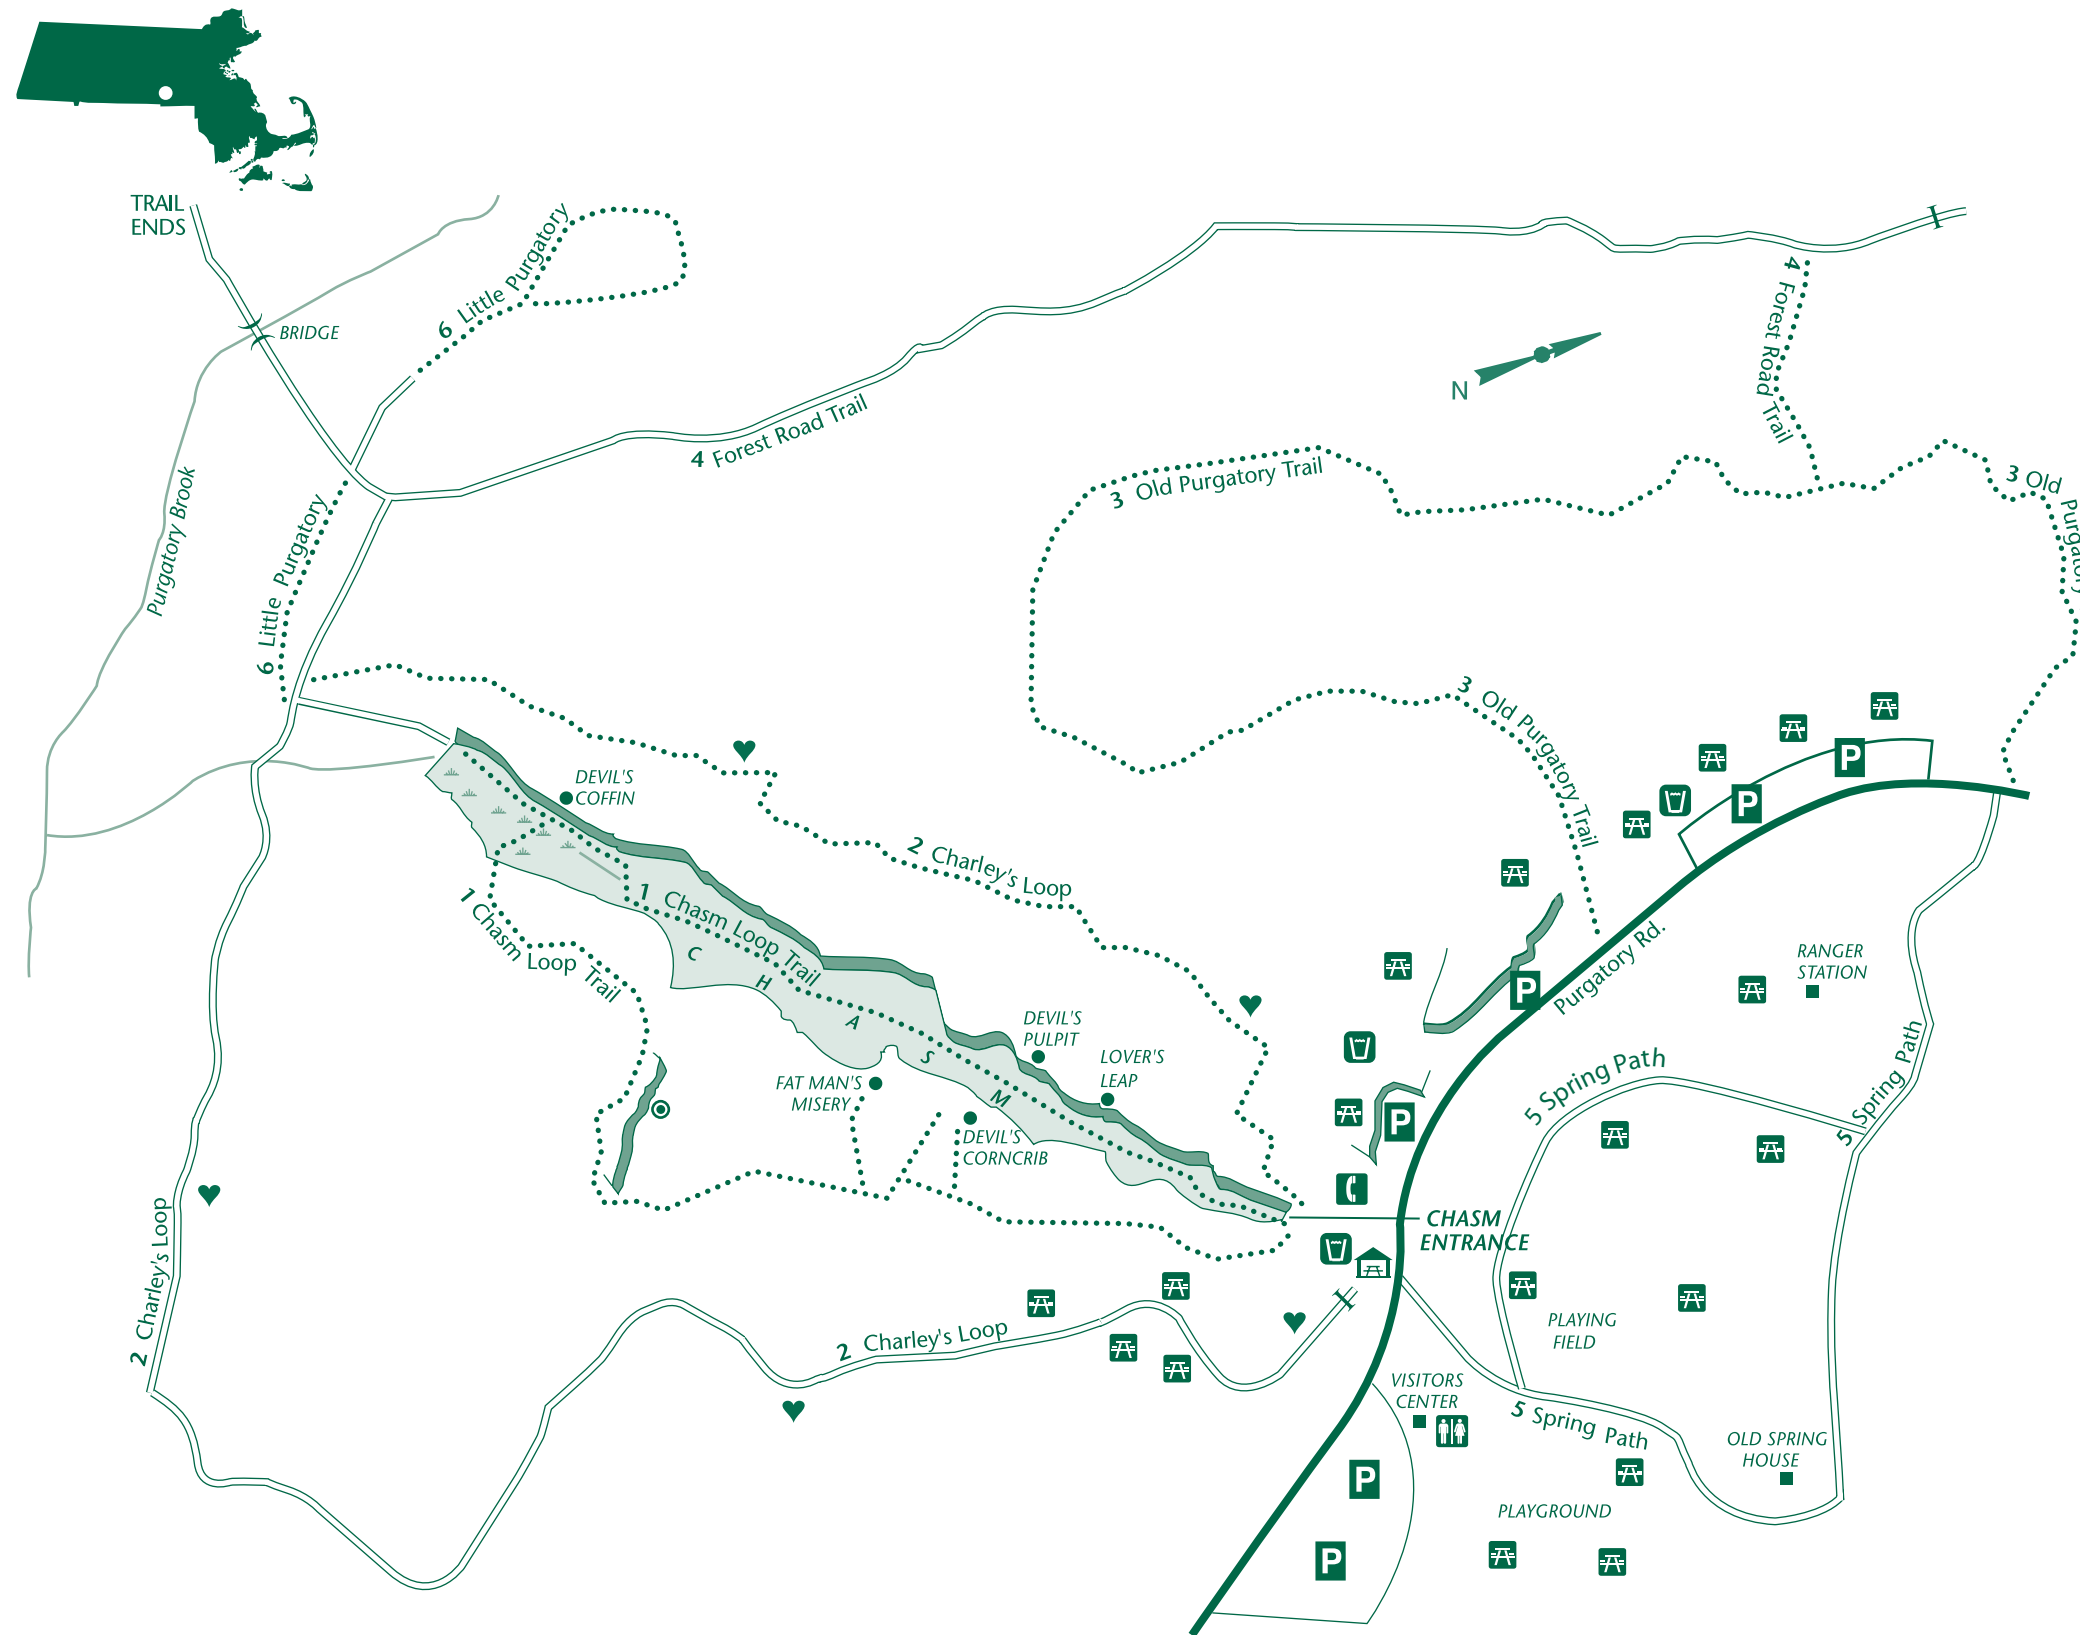 TRAIL
ENDS
BRIDGE
6 Little Purgatory
4 Forest Road Trail
4 Forest Road Trail
N
Purgatory Brook
6 Little Purgatory
3 Old Purgatory Trail
3 Old Purgatory
3 Old Purgatory Trail
DEVIL'S
COFFIN
2 Charley's Loop
1 Chasm Loop Trail
1 Chasm Loop Trail
CHASM
P
P
P
P
Purgatory Rd.
RANGER
STATION
DEVIL'S
PULPIT
LOVER'S
LEAP
FAT MAN'S
MISERY
DEVIL'S
CORNCRIB
5 Spring Path
5 Spring Path
CHASM
ENTRANCE
2 Charley's Loop
2 Charley's Loop
PLAYING
FIELD
VISITORS
CENTER
5 Spring Path
OLD SPRING
HOUSE
PLAYGROUND
P
P